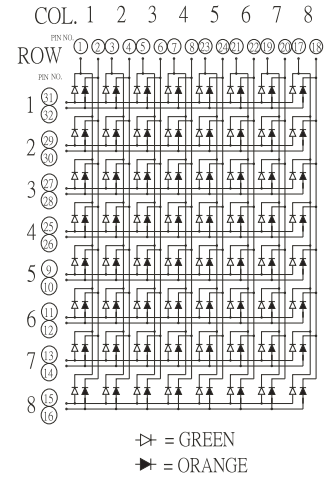 COL. 1 2 3 4 5 6 7 8
PIN NO. 1 2 3 4 5 6 7 8 23 24 21 22 19 20 17 18
ROW
PIN NO.
1 31
32
2 29
30
3 27
28
4 25
26
5 9
10
6 11
12
7 13
14
8 15
16
= GREEN
= ORANGE